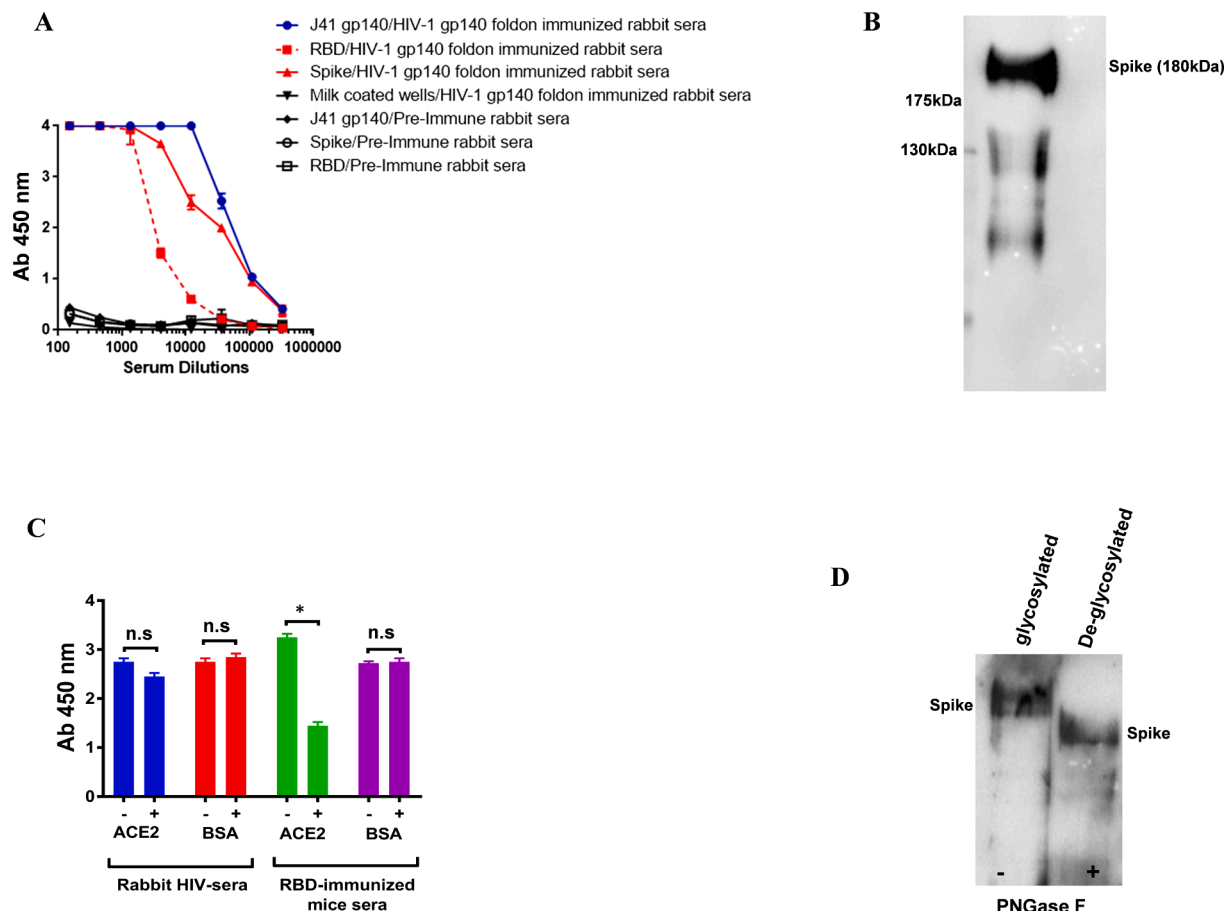 A
J41 gp140/HIV-1 gp140 foldon immunized rabbit sera
RBD/HIV-1 gp140 foldon immunized rabbit sera
Spike/HIV-1 gp140 foldon immunized rabbit sera
Milk coated wells/HIV-1 gp140 foldon immunized rabbit sera
J41 gp140/Pre-Immune rabbit sera
Spike/Pre-Immune rabbit sera
RBD/Pre-Immune rabbit sera
Ab 450 nm
4
3
2
1
0
100 1000 10000 100000 1000000
Serum Dilutions
B
Spike (180kDa)
175kDa
130kDa
C
Ab 450 nm
4
3
2
1
0
n.s n.s * n.s
- + - + - + - +
ACE2 BSA ACE2 BSA
Rabbit HIV-sera
RBD-immunized
mice sera
D
glycosylated
De-glycosylated
Spike
Spike
- +
PNGase F